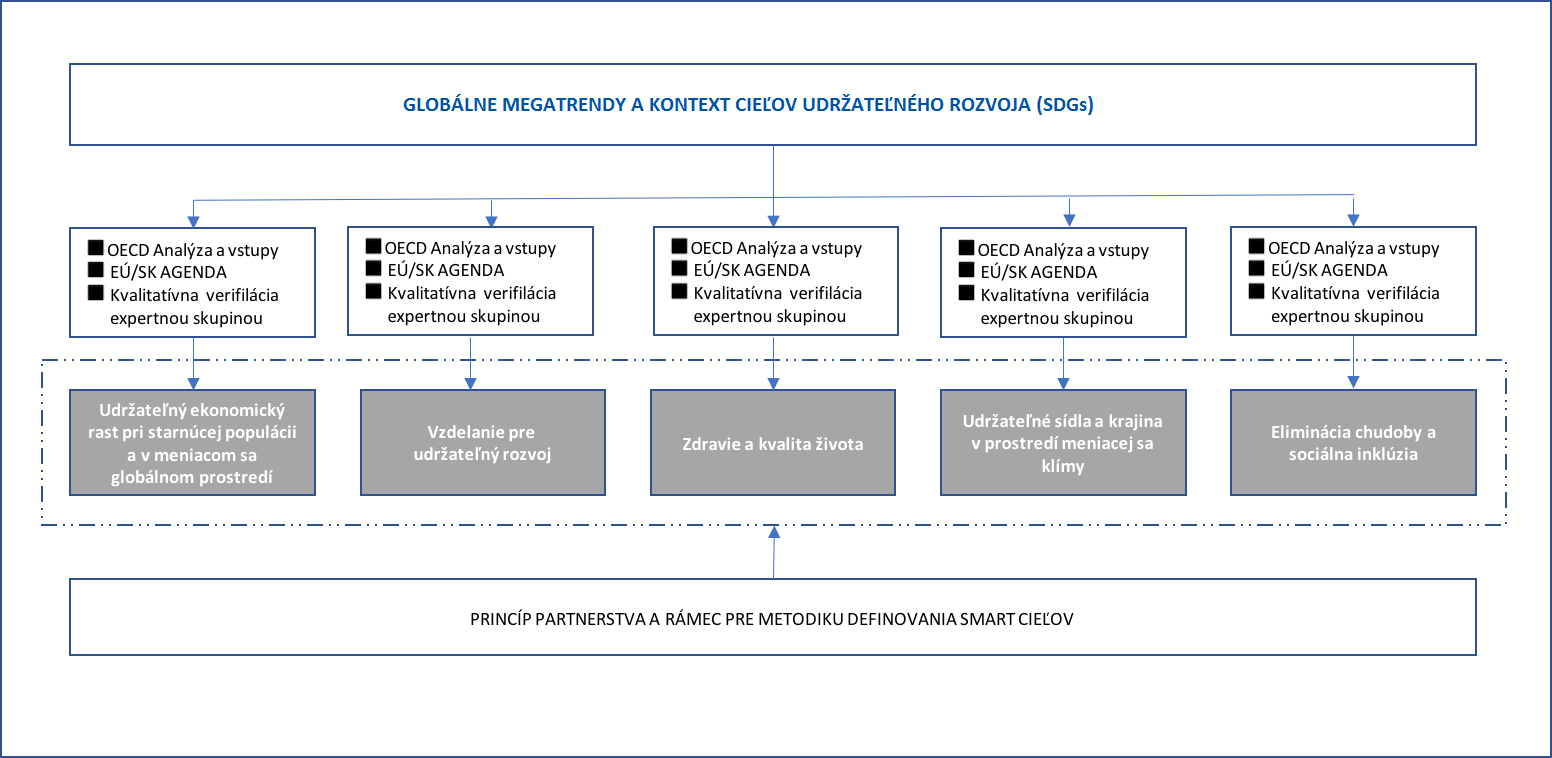 GLOBÁLNE MEGATRENDY A KONTEXT CIEĽOV UDRŽATEĽNÉHO ROZVOJA (SDGs)
OECD Analýza a vstupy
EÚ/SK AGENDA
Kvalitatívna verifilácia
expertnou skupinou
OECD Analýza a vstupy
EÚ/SK AGENDA
Kvalitatívna verifilácia
expertnou skupinou
OECD Analýza a vstupy
EÚ/SK AGENDA
Kvalitatívna verifilácia
expertnou skupinou
OECD Analýza a vstupy
EÚ/SK AGENDA
Kvalitatívna verifilácia
expertnou skupinou
OECD Analýza a vstupy
EÚ/SK AGENDA
Kvalitatívna verifilácia
expertnou skupinou
Udržateľný ekonomický
rast pri starnúcej populácii
a v meniacom sa
globálnom prostredí
Vzdelanie pre
udržateľný rozvoj
Zdravie a kvalita života
Udržateľné sídla a krajina
v prostredí meniacej sa
klímy
Eliminácia chudoby a
sociálna inklúzia
PRINCÍP PARTNERSTVA A RÁMEC PRE METODIKU DEFINOVANIA SMART CIEĽOV